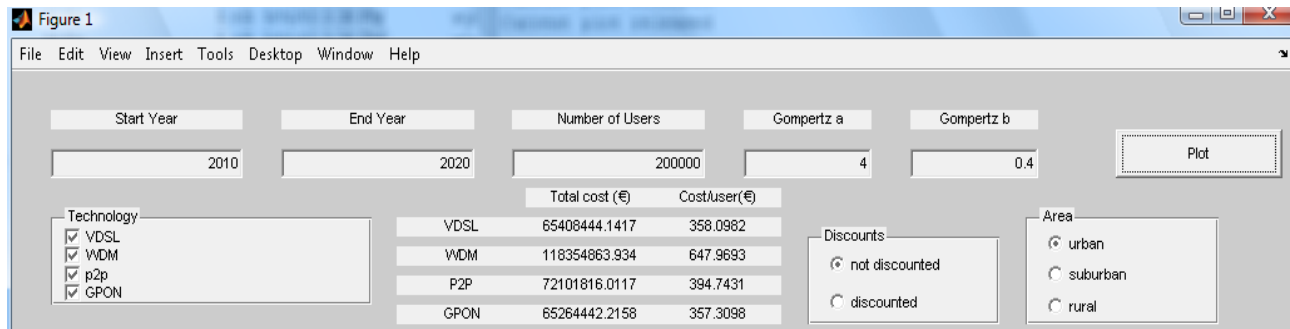 Figure 1
File Edit View Insert Tools Desktop Window Help
Start Year End Year Number of Users Gompertz a Gompertz b
2010 2020 200000 4 0.4 Plot
Total cost (€) Cost/user(€)
Technology
VDSL
WDM
p2p
GPON
VDSL 65408444.1417 358.0982
WDM 118354863.934 647.9693
P2P 72101816.0117 394.7431
GPON 65264442.2158 357.3098
Discounts
not discounted
discounted
Area
urban
suburban
rural